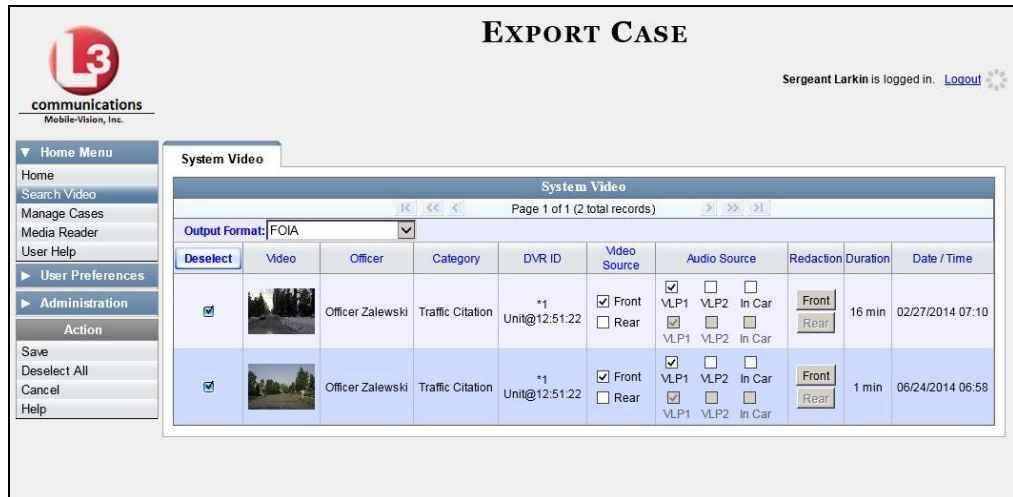 EXPORT CASE
L3
communications
Mobile-Vision, Inc.
Sergeant Larkin is logged in. Logout
▼ Home Menu
Home
Search Video
Manage Cases
Media Reader
User Help
▶ User Preferences
▶ Administration
Action
Save
Deselect All
Cancel
Help
System Video
System Video
Page 1 of 1 (2 total records)
Output Format: FOIA
Deselect Video Officer Category DVR ID Video Source Audio Source Redaction Duration Date / Time
Officer Zalewski Traffic Citation *1 Unit@12:51:22
Front
Rear
VLP1 VLP2 In Car
VLP1 VLP2 In Car
Front
Rear
16 min 02/27/2014 07:10
Officer Zalewski Traffic Citation *1 Unit@12:51:22
Front
Rear
VLP1 VLP2 In Car
VLP1 VLP2 In Car
Front
Rear
1 min 06/24/2014 06:58